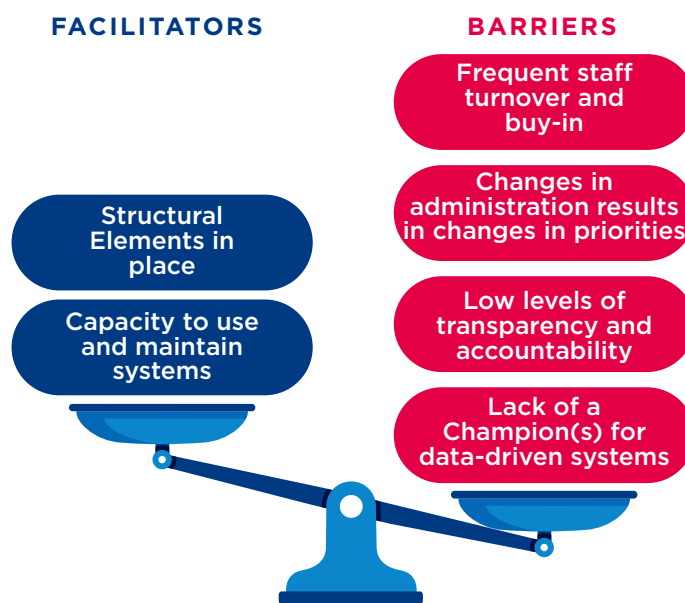 FACILITATORS
Structural
Elements in
place
Capacity to use
and maintain
systems
BARRIERS
Frequent staff
turnover and
buy-in
Changes in
administration results
in changes in priorities
Low levels of
transparency and
accountability
Lack of a
Champion(s) for
data-driven systems